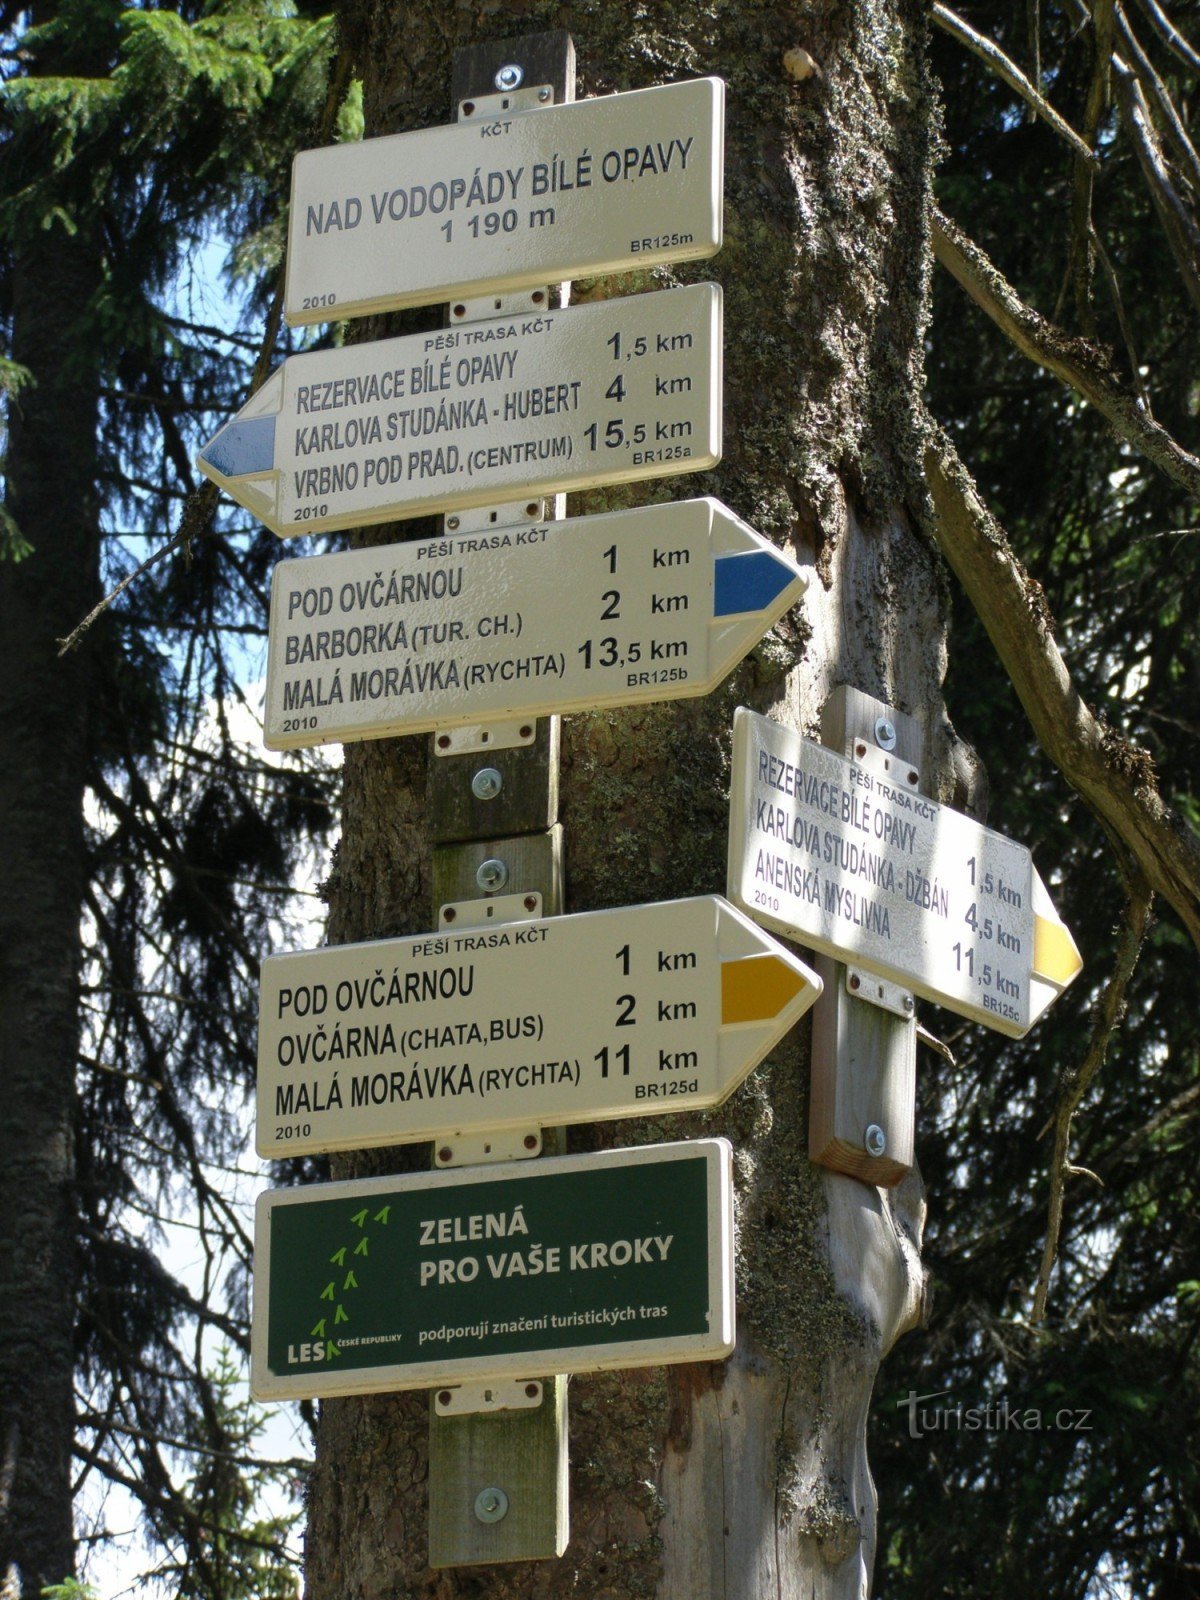 KČT
NAD VODOPÁDY BÍLÉ OPAVY
1 190 m
BR125m
2010
PĚŠÍ TRASA KČT
REZERVACE BÍLÉ OPAVY 1,5 km
KARLOVA STUDÁNKA - HUBERT 4 km
VRBNO POD PRAD. (CENTRUM) 15,5 km
BR125a
2010
PĚŠÍ TRASA KČT
POD OVČÁRNOU 1 km
BARBORKA (TUR. CH.) 2 km
MALÁ MORÁVKA (RYCHTA) 13,5 km
BR125b
2010
PĚŠÍ TRASA KČT
REZERVACE BÍLÉ OPAVY 1,5 km
KARLOVA STUDÁNKA - DŽBÁN 4,5 km
ANENSKÁ MYSLIVNA 11,5 km
2010
BR125c
PĚŠÍ TRASA KČT
POD OVČÁRNOU 1 km
OVČÁRNA (CHATA, BUS) 2 km
MALÁ MORÁVKA (RYCHTA) 11 km
BR125d
2010
ZELENÁ
PRO VAŠE KROKY
LESY ČESKÉ REPUBLIKY
podporují značení turistických tras
Turistika.cz